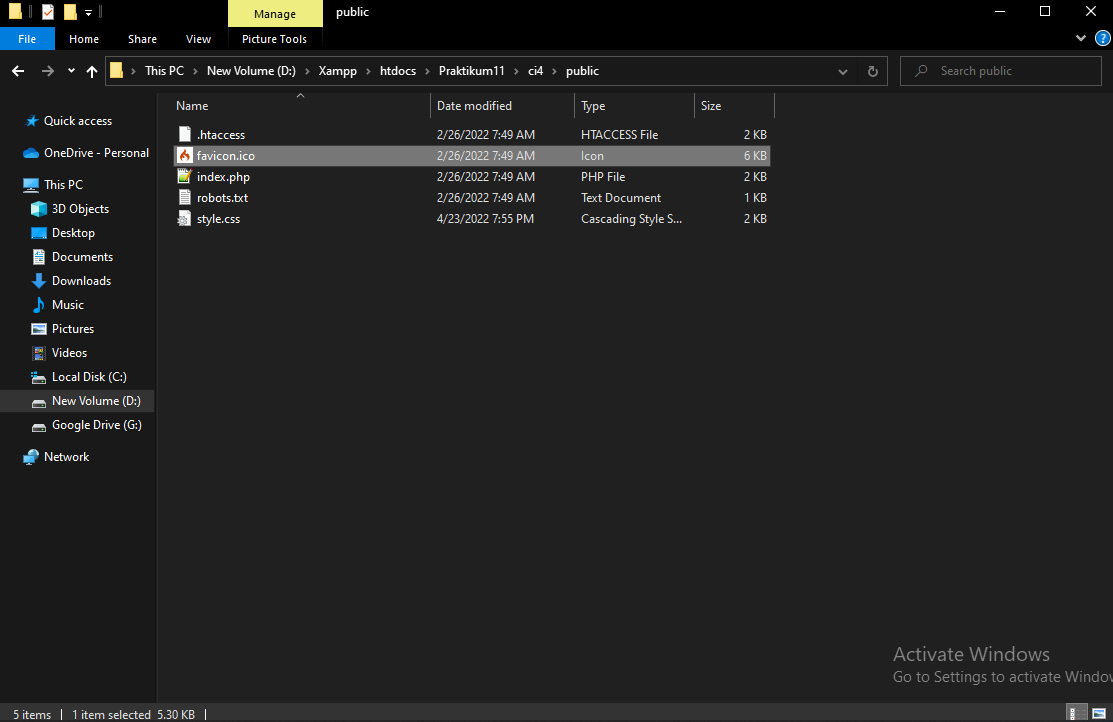 Manage
public
File
Home
Share
View
Picture Tools
This PC
New Volume (D:)
Xampp
htdocs
Praktikum11
ci4
public
Search public
Name
Date modified
Type
Size
.htaccess 2/26/2022 7:49 AM HTACCESS File 2 KB
favicon.ico 2/26/2022 7:49 AM Icon 6 KB
index.php 2/26/2022 7:49 AM PHP File 2 KB
robots.txt 2/26/2022 7:49 AM Text Document 1 KB
style.css 4/23/2022 7:55 PM Cascading Style S... 2 KB
Quick access
OneDrive - Personal
This PC
3D Objects
Desktop
Documents
Downloads
Music
Pictures
Videos
Local Disk (C:)
New Volume (D:)
Google Drive (G:)
Network
Activate Windows
Go to Settings to activate Windo
5 items
1 item selected 5.30 KB